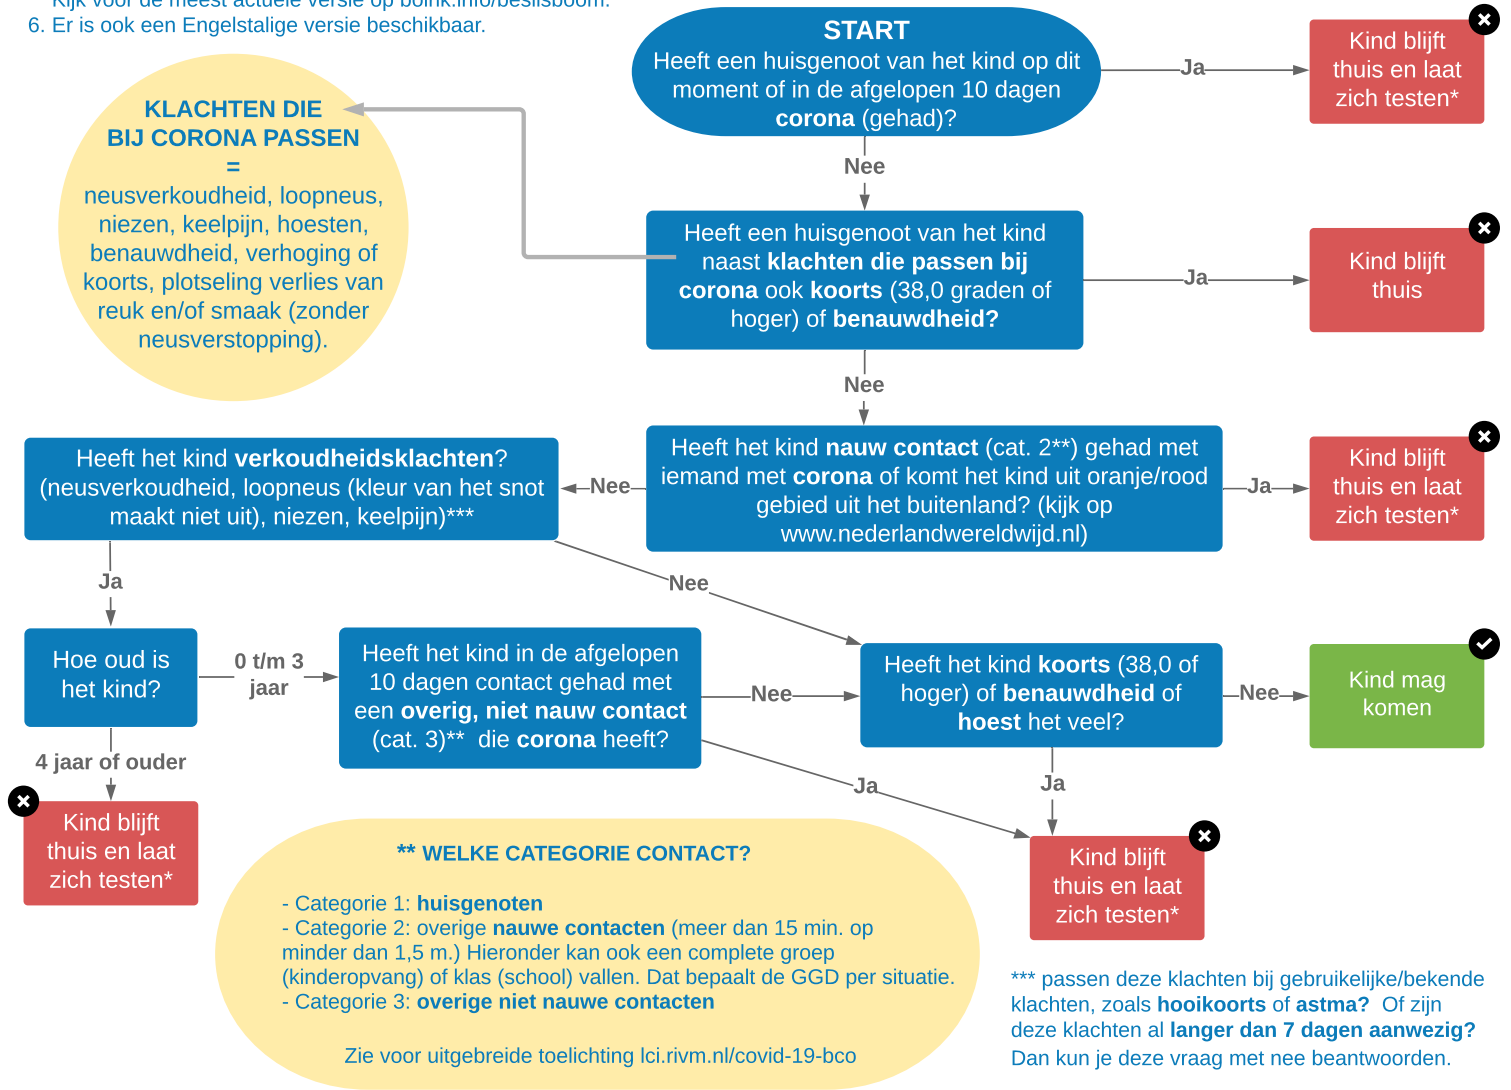 Kijk voor de meest actuele versie op boink.info/beslisboom.
6. Er is ook een Engelstalige versie beschikbaar.
START
Heeft een huisgenoot van het kind op dit
moment of in de afgelopen 10 dagen
corona (gehad)?
Ja
Kind blijft
thuis en laat
zich testen*
KLACHTEN DIE
BIJ CORONA PASSEN
=
neusverkoudheid, loopneus,
niezen, keelpijn, hoesten,
benauwdheid, verhoging of
koorts, plotseling verlies van
reuk en/of smaak (zonder
neusverstopping).
Nee
Heeft een huisgenoot van het kind
naast klachten die passen bij
corona ook koorts (38,0 graden of
hoger) of benauwdheid?
Ja
Kind blijft
thuis
Nee
Heeft het kind nauw contact (cat. 2**) gehad met
iemand met corona of komt het kind uit oranje/rood
gebied uit het buitenland? (kijk op
www.nederlandwereldwijd.nl)
Ja
Kind blijft
thuis en laat
zich testen*
Nee
Heeft het kind verkoudheidsklachten?
(neusverkoudheid, loopneus (kleur van het snot
maakt niet uit), niezen, keelpijn)***
Ja
Nee
Hoe oud is
het kind?
0 t/m 3
jaar
Heeft het kind in de afgelopen
10 dagen contact gehad met
een overig, niet nauw contact
(cat. 3)** die corona heeft?
Nee
Heeft het kind koorts (38,0 of
hoger) of benauwdheid of
hoest het veel?
Nee
Kind mag
komen
4 jaar of ouder
Kind blijft
thuis en laat
zich testen*
Ja
Ja
Kind blijft
thuis en laat
zich testen*
** WELKE CATEGORIE CONTACT?
- Categorie 1: huisgenoten
- Categorie 2: overige nauwe contacten (meer dan 15 min. op
minder dan 1,5 m.) Hieronder kan ook een complete groep
(kinderopvang) of klas (school) vallen. Dat bepaalt de GGD per situatie.
- Categorie 3: overige niet nauwe contacten
Zie voor uitgebreide toelichting lci.rivm.nl/covid-19-bco
*** passen deze klachten bij gebruikelijke/bekende
klachten, zoals hooikoorts of astma? Of zijn
deze klachten al langer dan 7 dagen aanwezig?
Dan kun je deze vraag met nee beantwoorden.